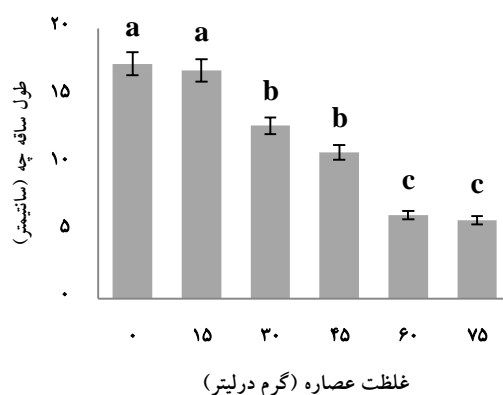 طول ساقه چه (سانتیمتر)
۲۰
۱۵
۱۰
۵
۰
a a b b c c
۰ ۱۵ ۳۰ ۴۵ ۶۰ ۷۵
غلظت عصاره (گرم درلیتر)